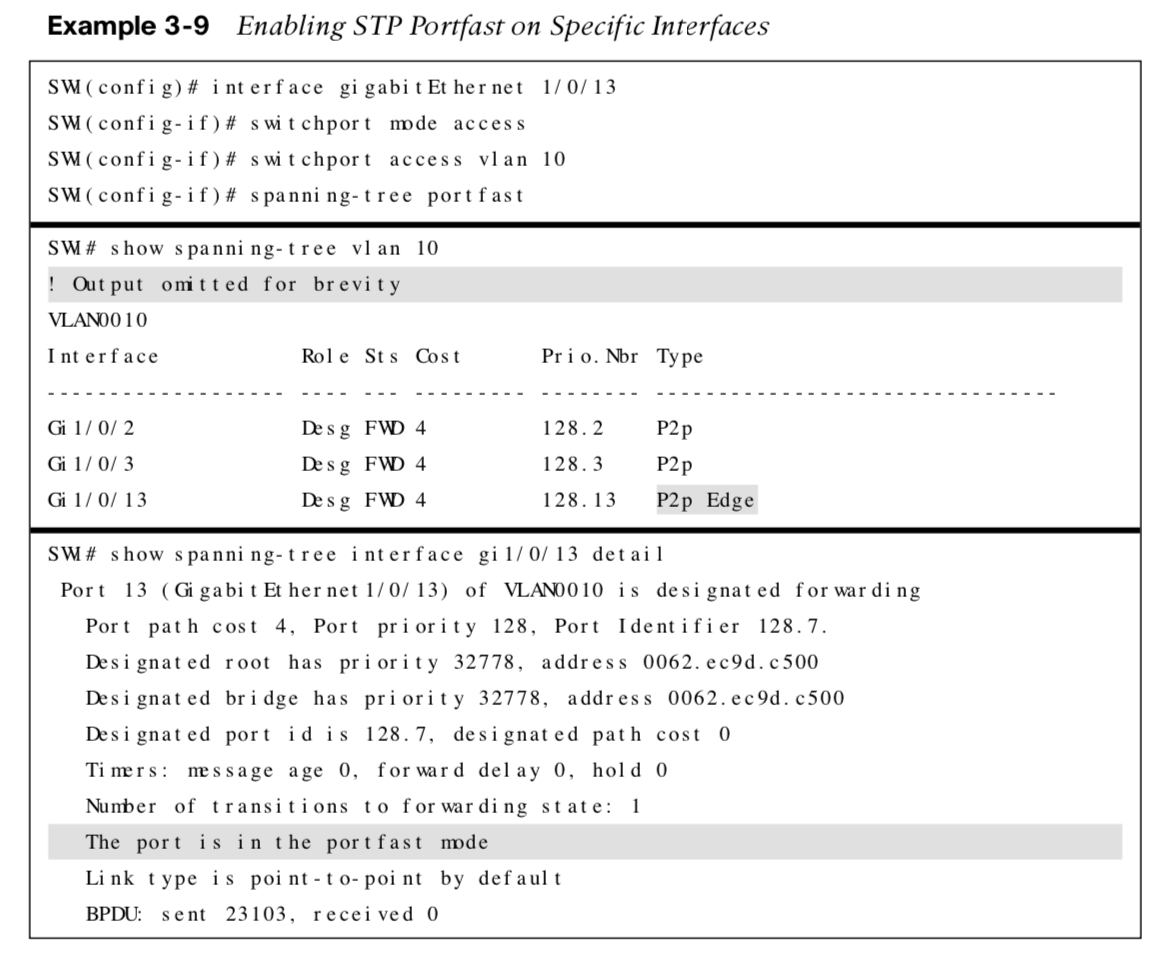 Example 3-9 Enabling STP Portfast on Specific Interfaces
SW1(config)# interface gigabitEthernet 1/0/13
SW1(config-if)# switchport mode access
SW1(config-if)# switchport access vlan 10
SW1(config-if)# spanning-tree portfast
SW1# show spanning-tree vlan 10
! Output omitted for brevity
VLAN0010
Interface Role Sts Cost Prio.Nbr Type
------------------- ---- --- --------- -------- --------------------------------
Gi1/0/2 Desg FWD 4 128.2 P2p
Gi1/0/3 Desg FWD 4 128.3 P2p
Gi1/0/13 Desg FWD 4 128.13 P2p Edge
SW1# show spanning-tree interface gi1/0/13 detail
Port 13 (GigabitEthernet1/0/13) of VLAN0010 is designated forwarding
Port path cost 4, Port priority 128, Port Identifier 128.7.
Designated root has priority 32778, address 0062.ec9d.c500
Designated bridge has priority 32778, address 0062.ec9d.c500
Designated port id is 128.7, designated path cost 0
Timers: message age 0, forward delay 0, hold 0
Number of transitions to forwarding state: 1
The port is in the portfast mode
Link type is point-to-point by default
BPDU: sent 23103, received 0